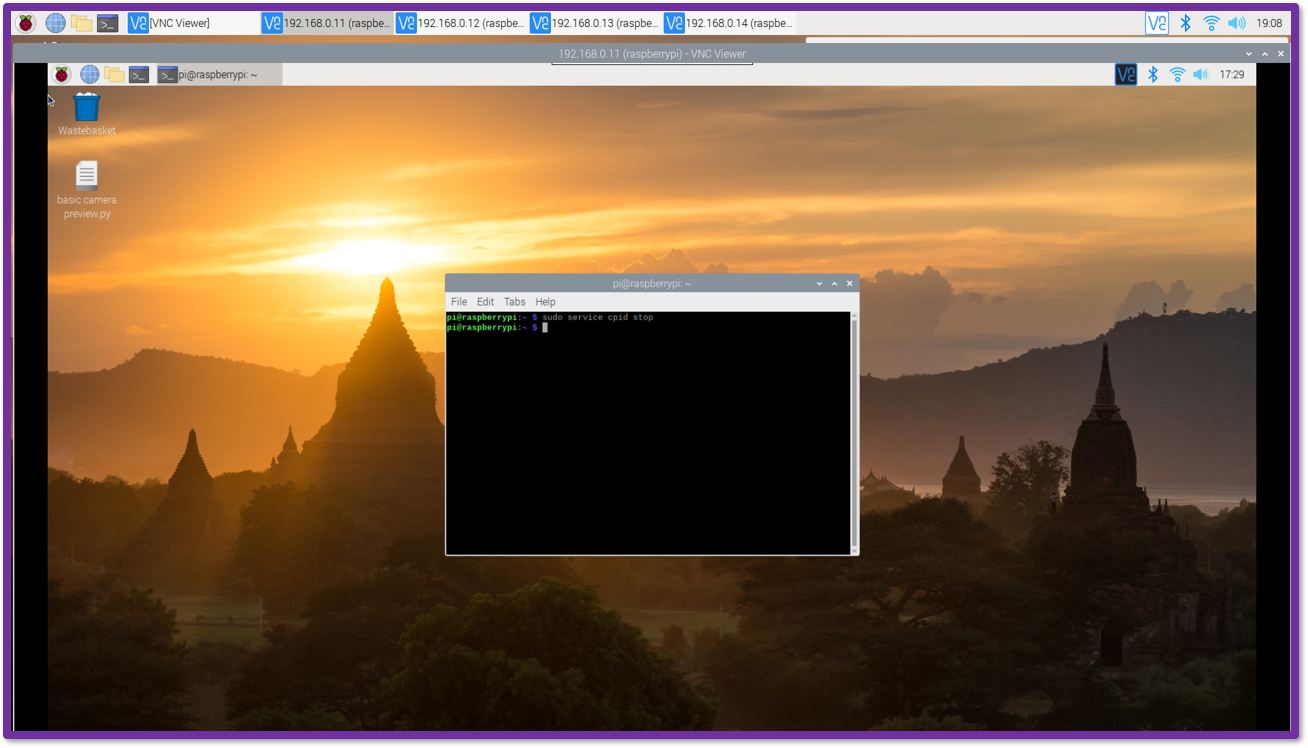 [VNC Viewer]
192.168.0.11 (raspbe...
192.168.0.12 (raspbe...
192.168.0.13 (raspbe...
192.168.0.14 (raspbe...
19:08
192.168.0.11 (raspberrypi) - VNC Viewer
pi@raspberrypi: ~
17:29
Wastebasket
basic camera
preview.py
pi@raspberrypi: ~
File Edit Tabs Help
pi@raspberrypi:~ $ sudo service cpid stop
pi@raspberrypi:~ $